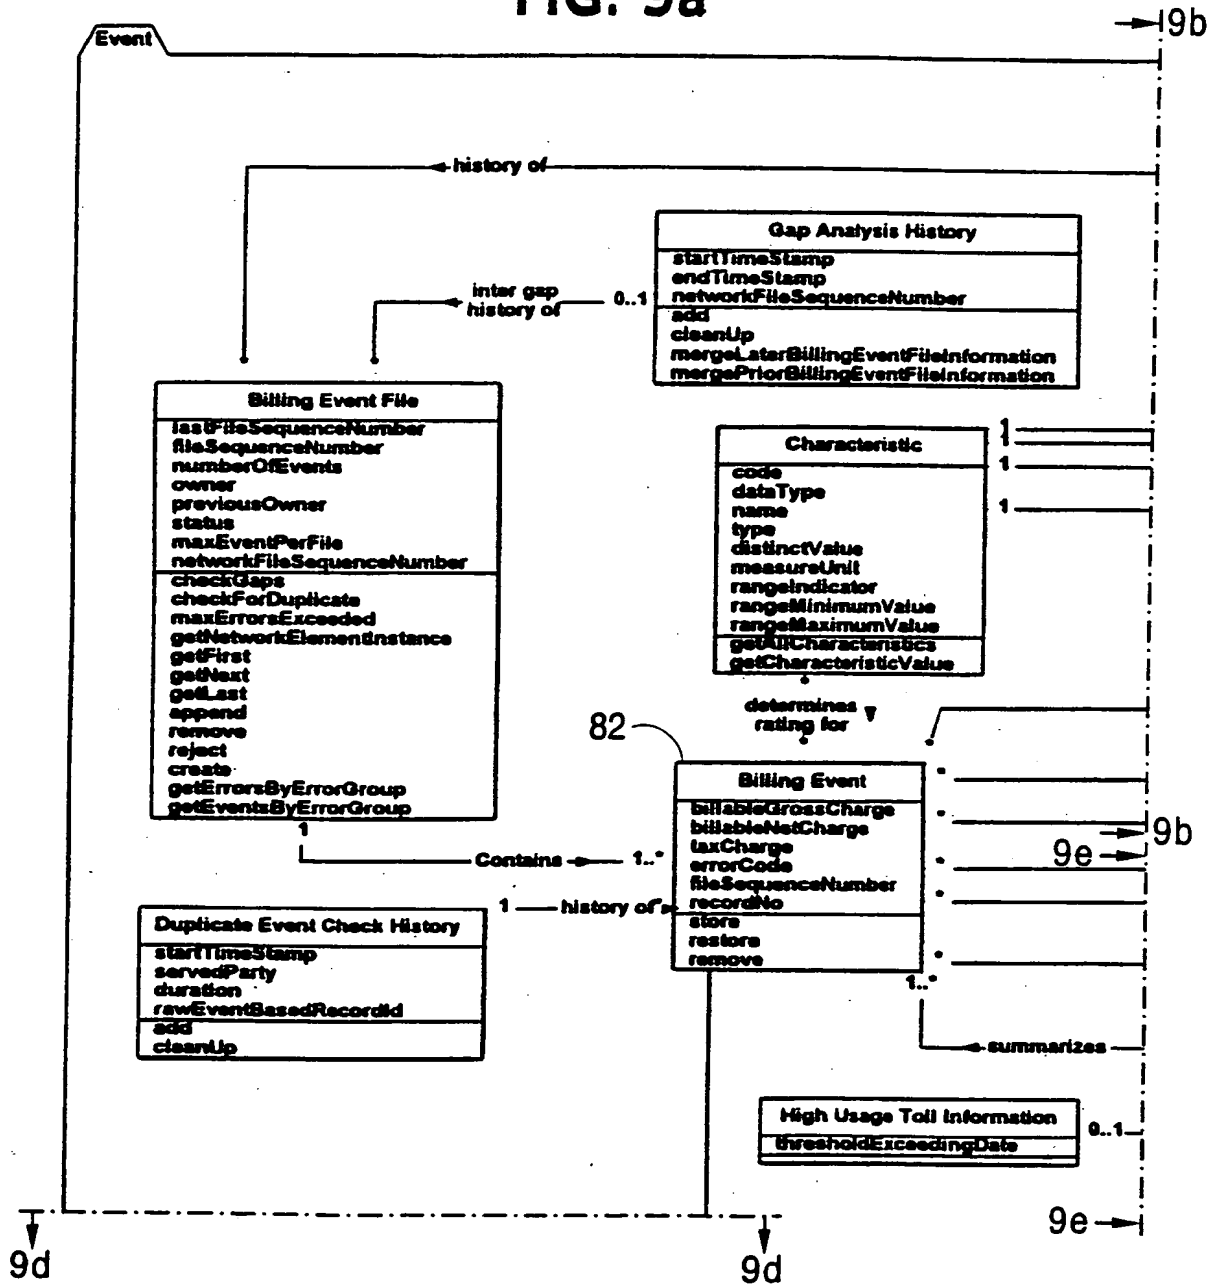 FIG. 9a
9b
Event
history of
Gap Analysis History
startTimeStamp
endTimeStamp
networkFileSequenceNumber
add
cleanUp
mergeLaterBillingEventFileInformation
mergePriorBillingEventFileInformation
inter gap
history of
0..1
*
*
Billing Event File
lastFileSequenceNumber
fileSequenceNumber
numberOfEvents
owner
previousOwner
status
maxEventPerFile
networkFileSequenceNumber
checkGaps
checkForDuplicate
maxErrorsExceeded
getNetworkElementInstance
getFirst
getNext
getLast
append
remove
reject
create
getErrorsByErrorGroup
getEventsByErrorGroup
Characteristic
code
dataType
name
type
distinctValue
measureUnit
rangeIndicator
rangeMinimumValue
rangeMaximumValue
getAllCharacteristics
getCharacteristicValue
1
1
1
1
*
determines
rating for
*
82
Billing Event
billableGrossCharge
billableNetCharge
taxCharge
errorCode
fileSequenceNumber
recordNo
store
restore
remove
*
*
*
*
*
*
9b
9e
1
Contains
1..*
1
history of
*
Duplicate Event Check History
startTimeStamp
servedParty
duration
rawEventBasedRecordId
add
cleanUp
1..*
summarizes
High Usage Toll Information
thresholdExceedingDate
0..1
9e
9d
9d